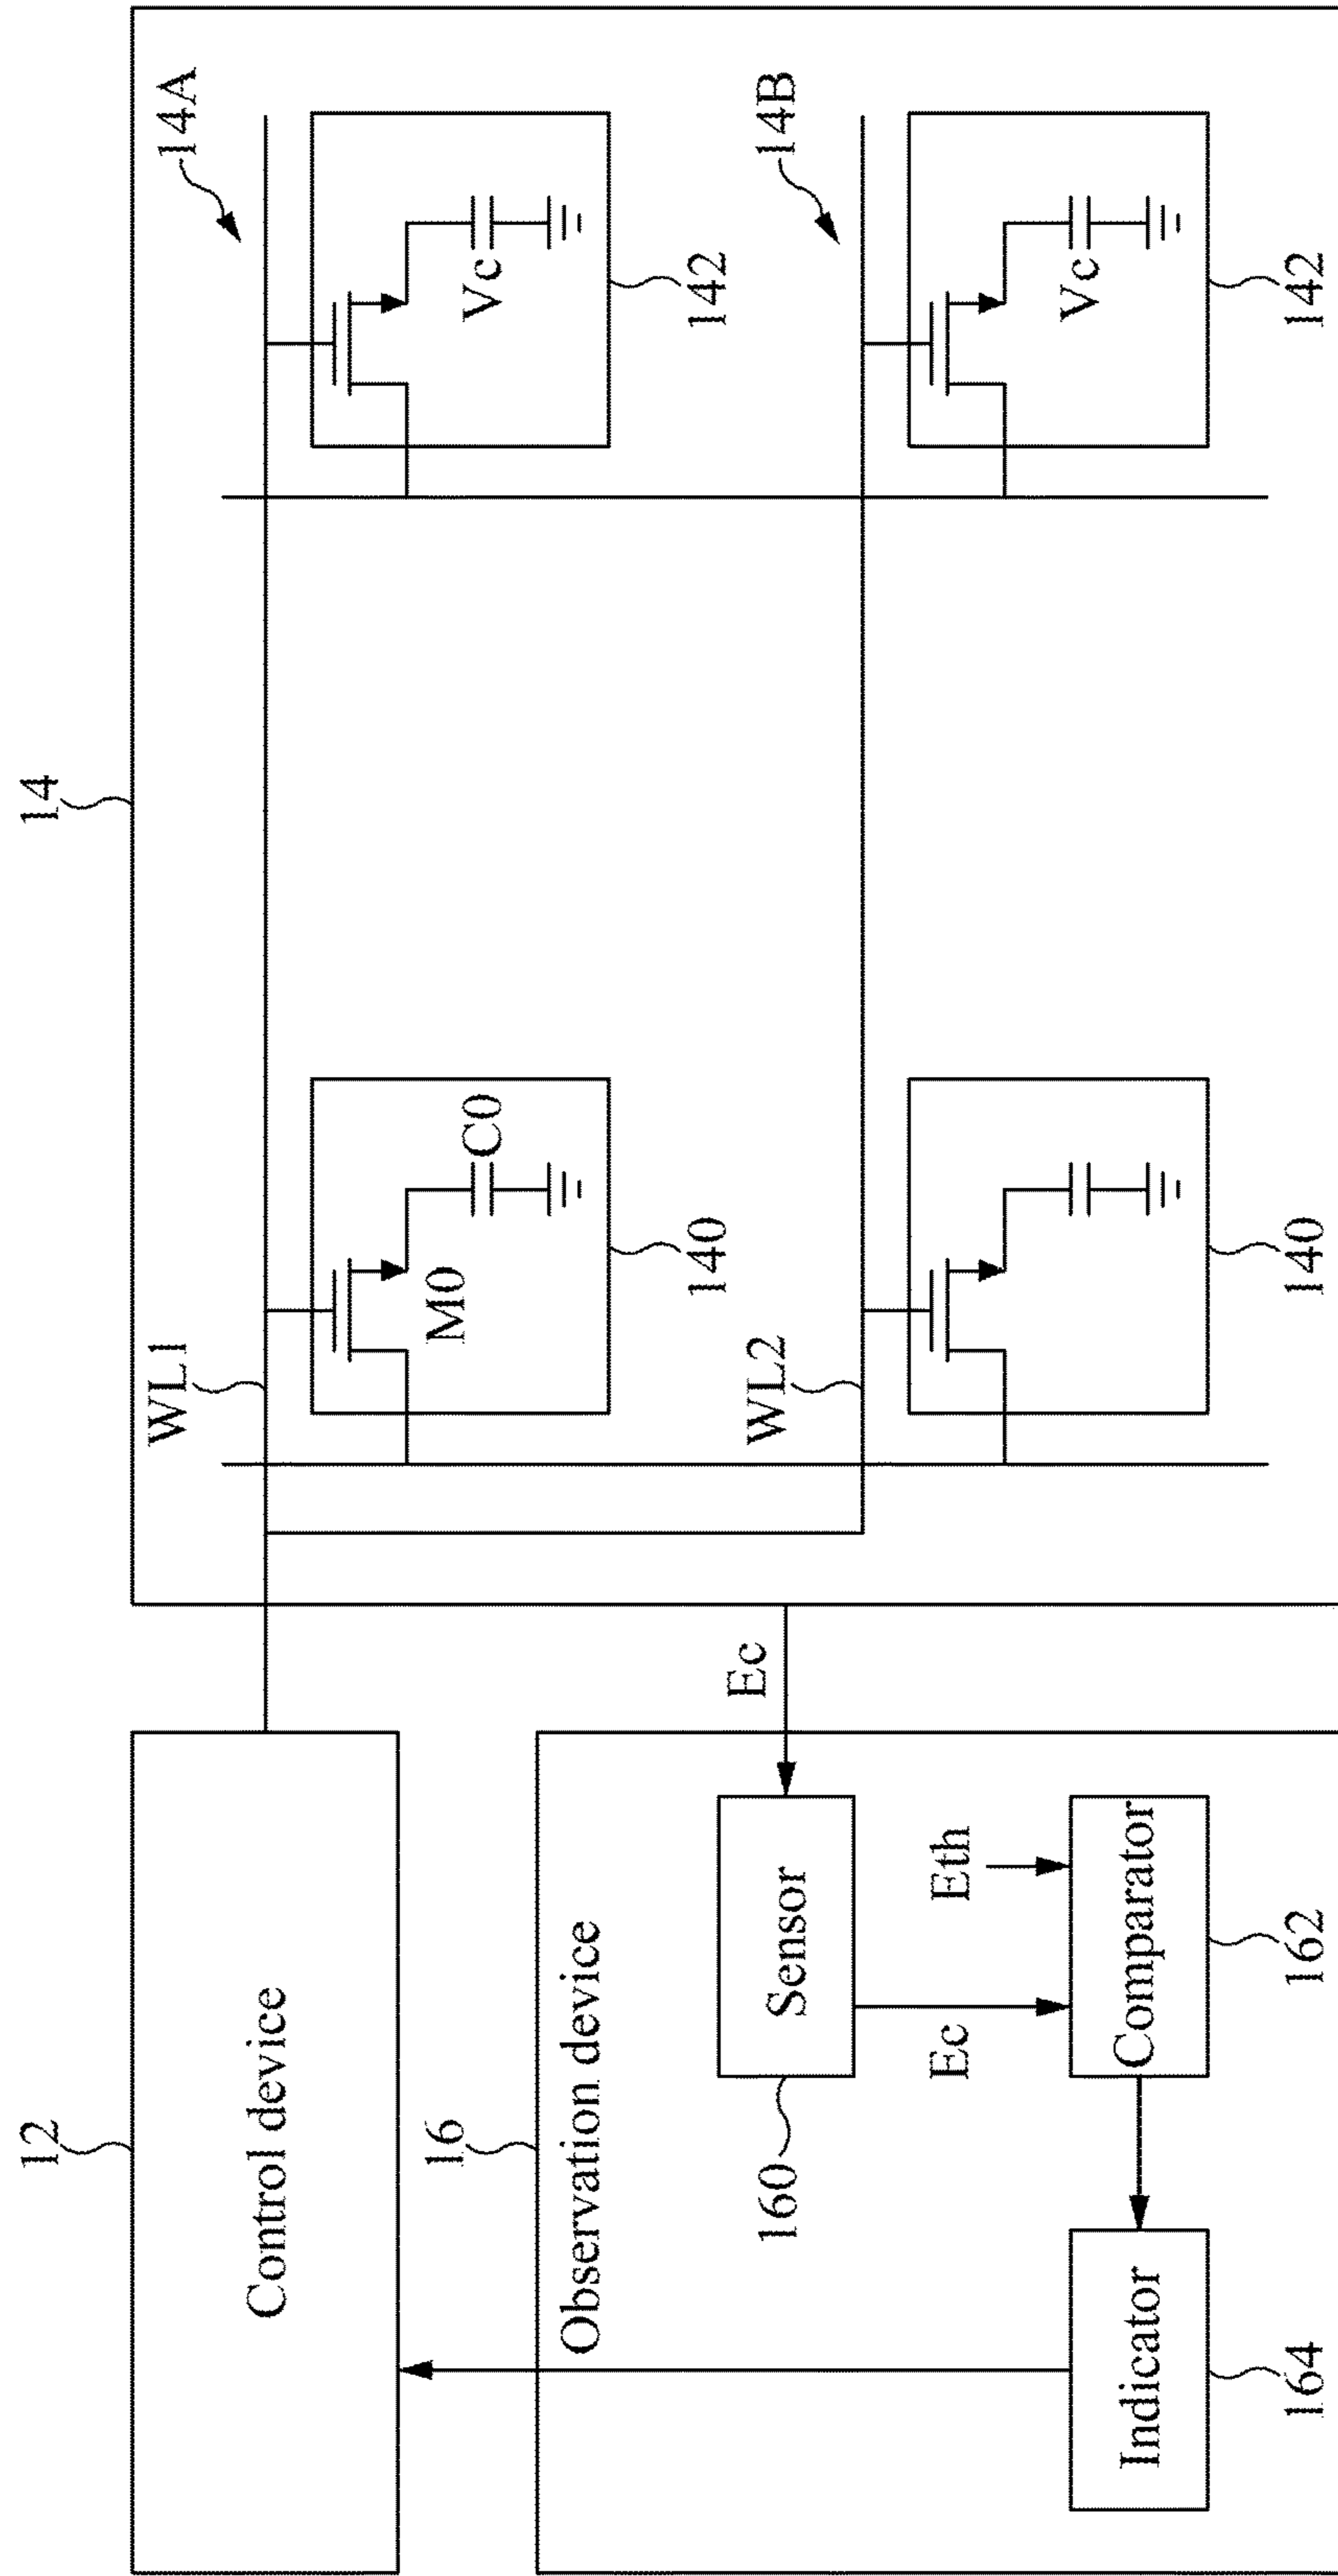 12
Control device
14
14A
WL1
M0
C0
140
Vc
142
14B
WL2
140
Vc
142
16
Observation device
Ec
Sensor
160
Ec
Eth
Comparator
162
Indicator
164